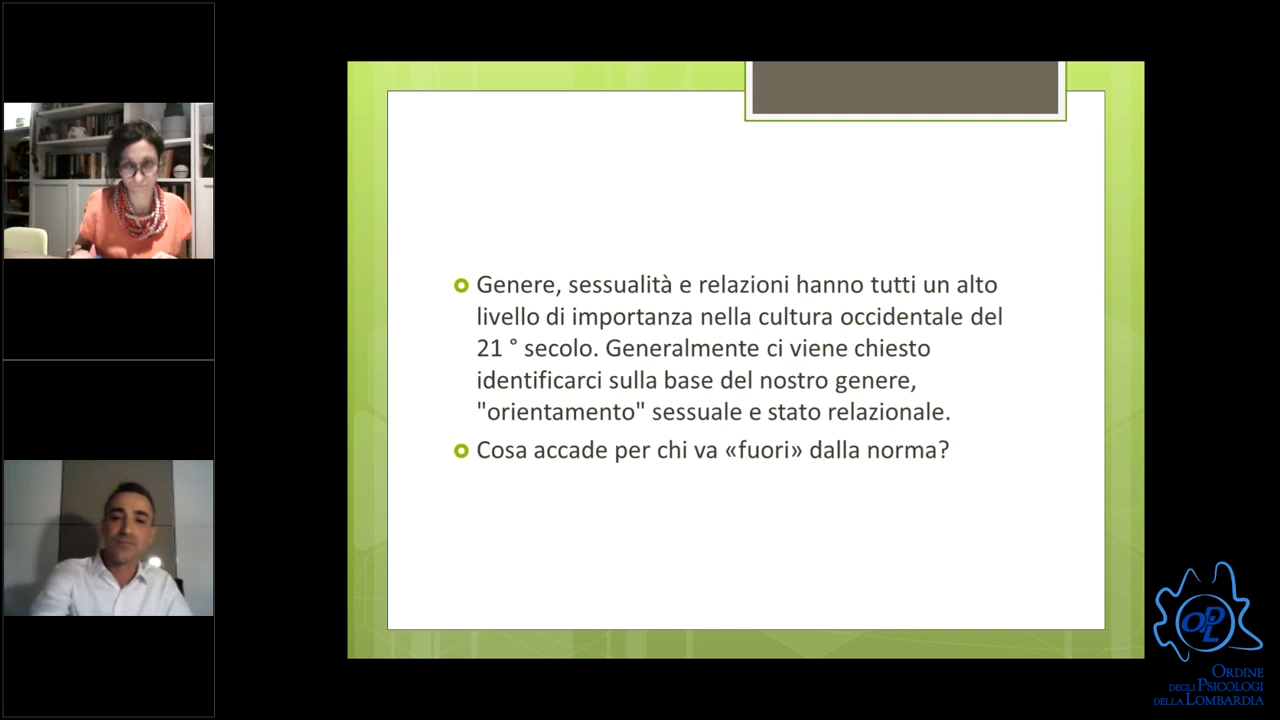 Genere, sessualità e relazioni hanno tutti un alto
livello di importanza nella cultura occidentale del
21 ° secolo. Generalmente ci viene chiesto
identificarci sulla base del nostro genere,
"orientamento" sessuale e stato relazionale.
Cosa accade per chi va «fuori» dalla norma?
OPL
ORDINE
DEGLI PSICOLOGI
DELLA LOMBARDIA